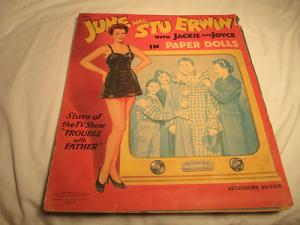 JUNE AND STU ERWIN
WITH JACKIE AND JOYCE
IN PAPER DOLLS
Stars of
the TV Show
"TROUBLE
with
FATHER"
AUTHORIZED EDITION